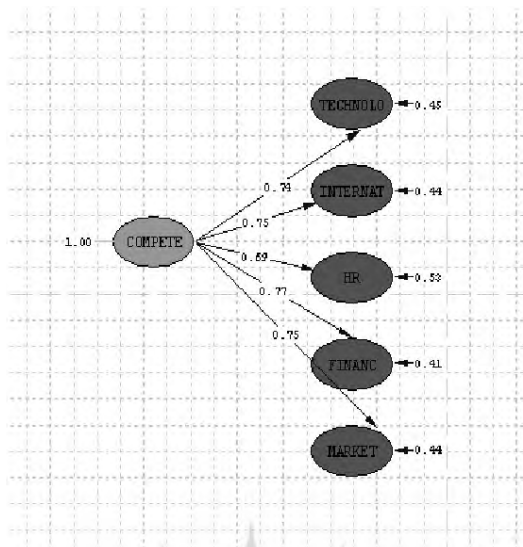 TECHNOLO
0.45
0.74
INTERNAT
0.44
0.75
1.00
COMPETE
0.69
HR
0.53
0.77
0.75
FINANC
0.41
MARKET
0.44